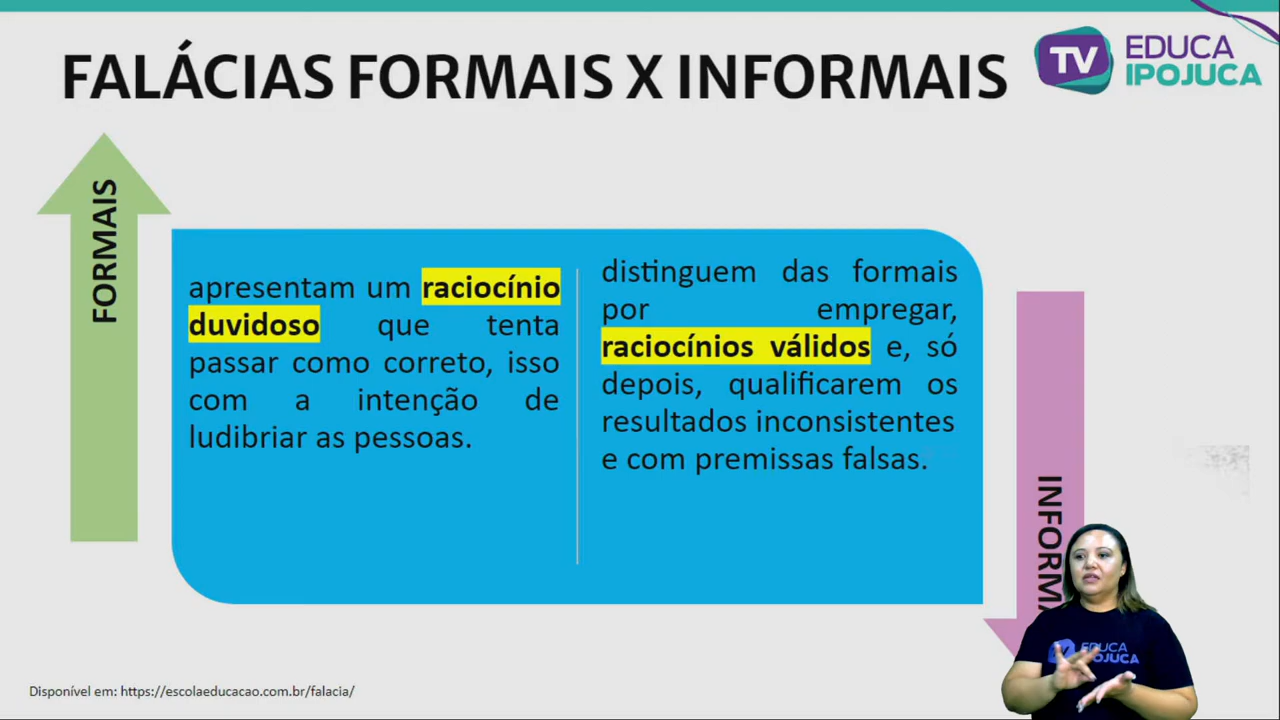 FALÁCIAS FORMAIS X INFORMAIS
TV EDUCA
IPOJUCA
FORMAIS
apresentam um raciocínio
duvidoso que tenta
passar como correto, isso
com a intenção de
ludibriar as pessoas.
distinguem das formais
por empregar,
raciocínios válidos e, só
depois, qualificarem os
resultados inconsistentes
e com premissas falsas.
EDUCA
Disponível em: https://escolaeducacao.com.br/falacia/